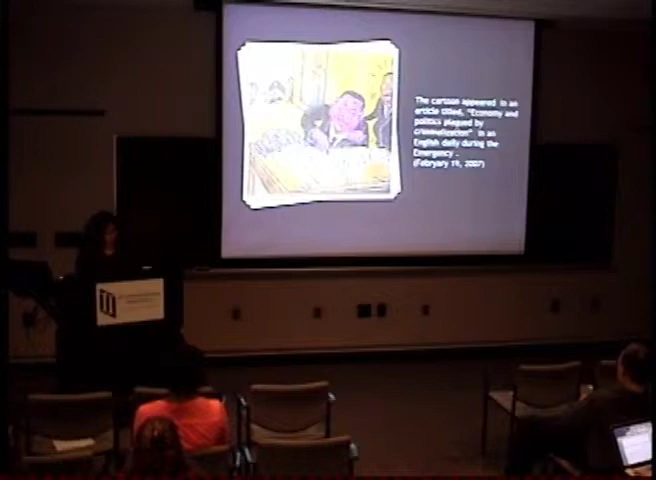 The cartoon appeared in an
article titled, "Economy and
politics plagued by
criminalization" in an
English daily during the
Emergency .
(February 19, 2007)